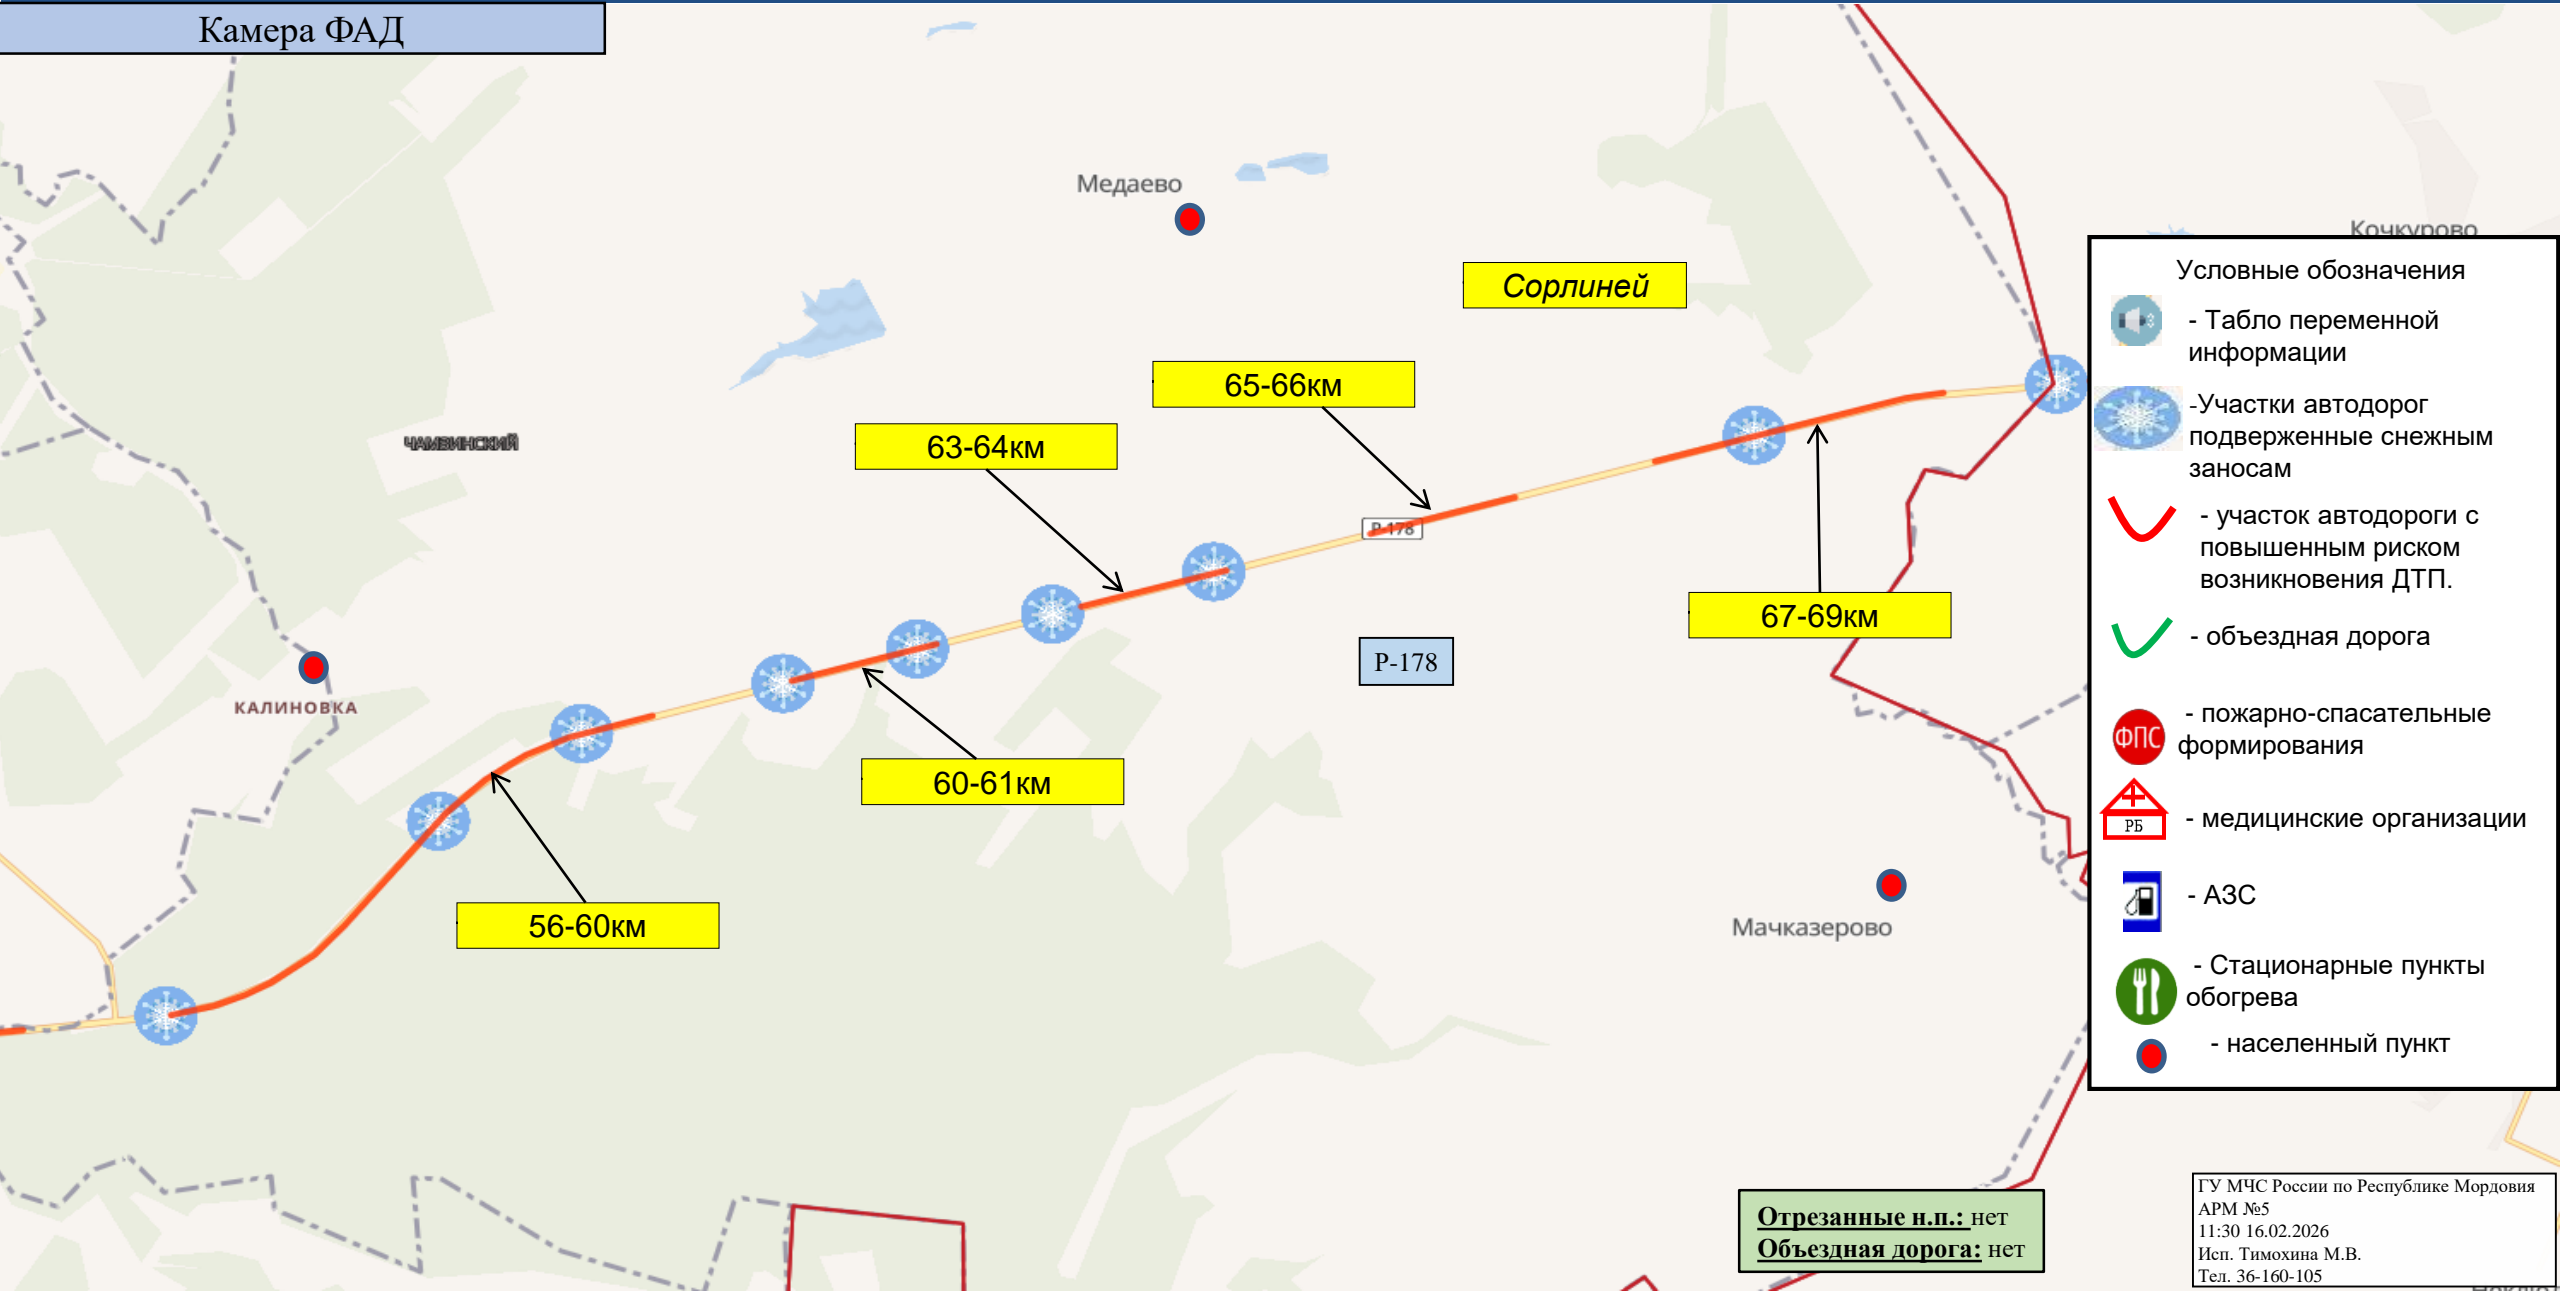 Камера ФАД
Медаево
Кочкурово
Сорлиней
65-66км
63-64км
ЧАМЗИНСКИЙ
Р-178
67-69км
Р-178
КАЛИНОВКА
60-61км
56-60км
Мачказерово
Условные обозначения
- Табло переменной
информации
-Участки автодорог
подверженные снежным
заносам
- участок автодороги с
повышенным риском
возникновения ДТП.
- объездная дорога
ФПС
- пожарно-спасательные
формирования
РБ
- медицинские организации
- АЗС
- Стационарные пункты
обогрева
- населенный пункт
Отрезанные н.п.: нет
Объездная дорога: нет
ГУ МЧС России по Республике Мордовия
АРМ №5
11:30 16.02.2026
Исп. Тимохина М.В.
Тел. 36-160-105